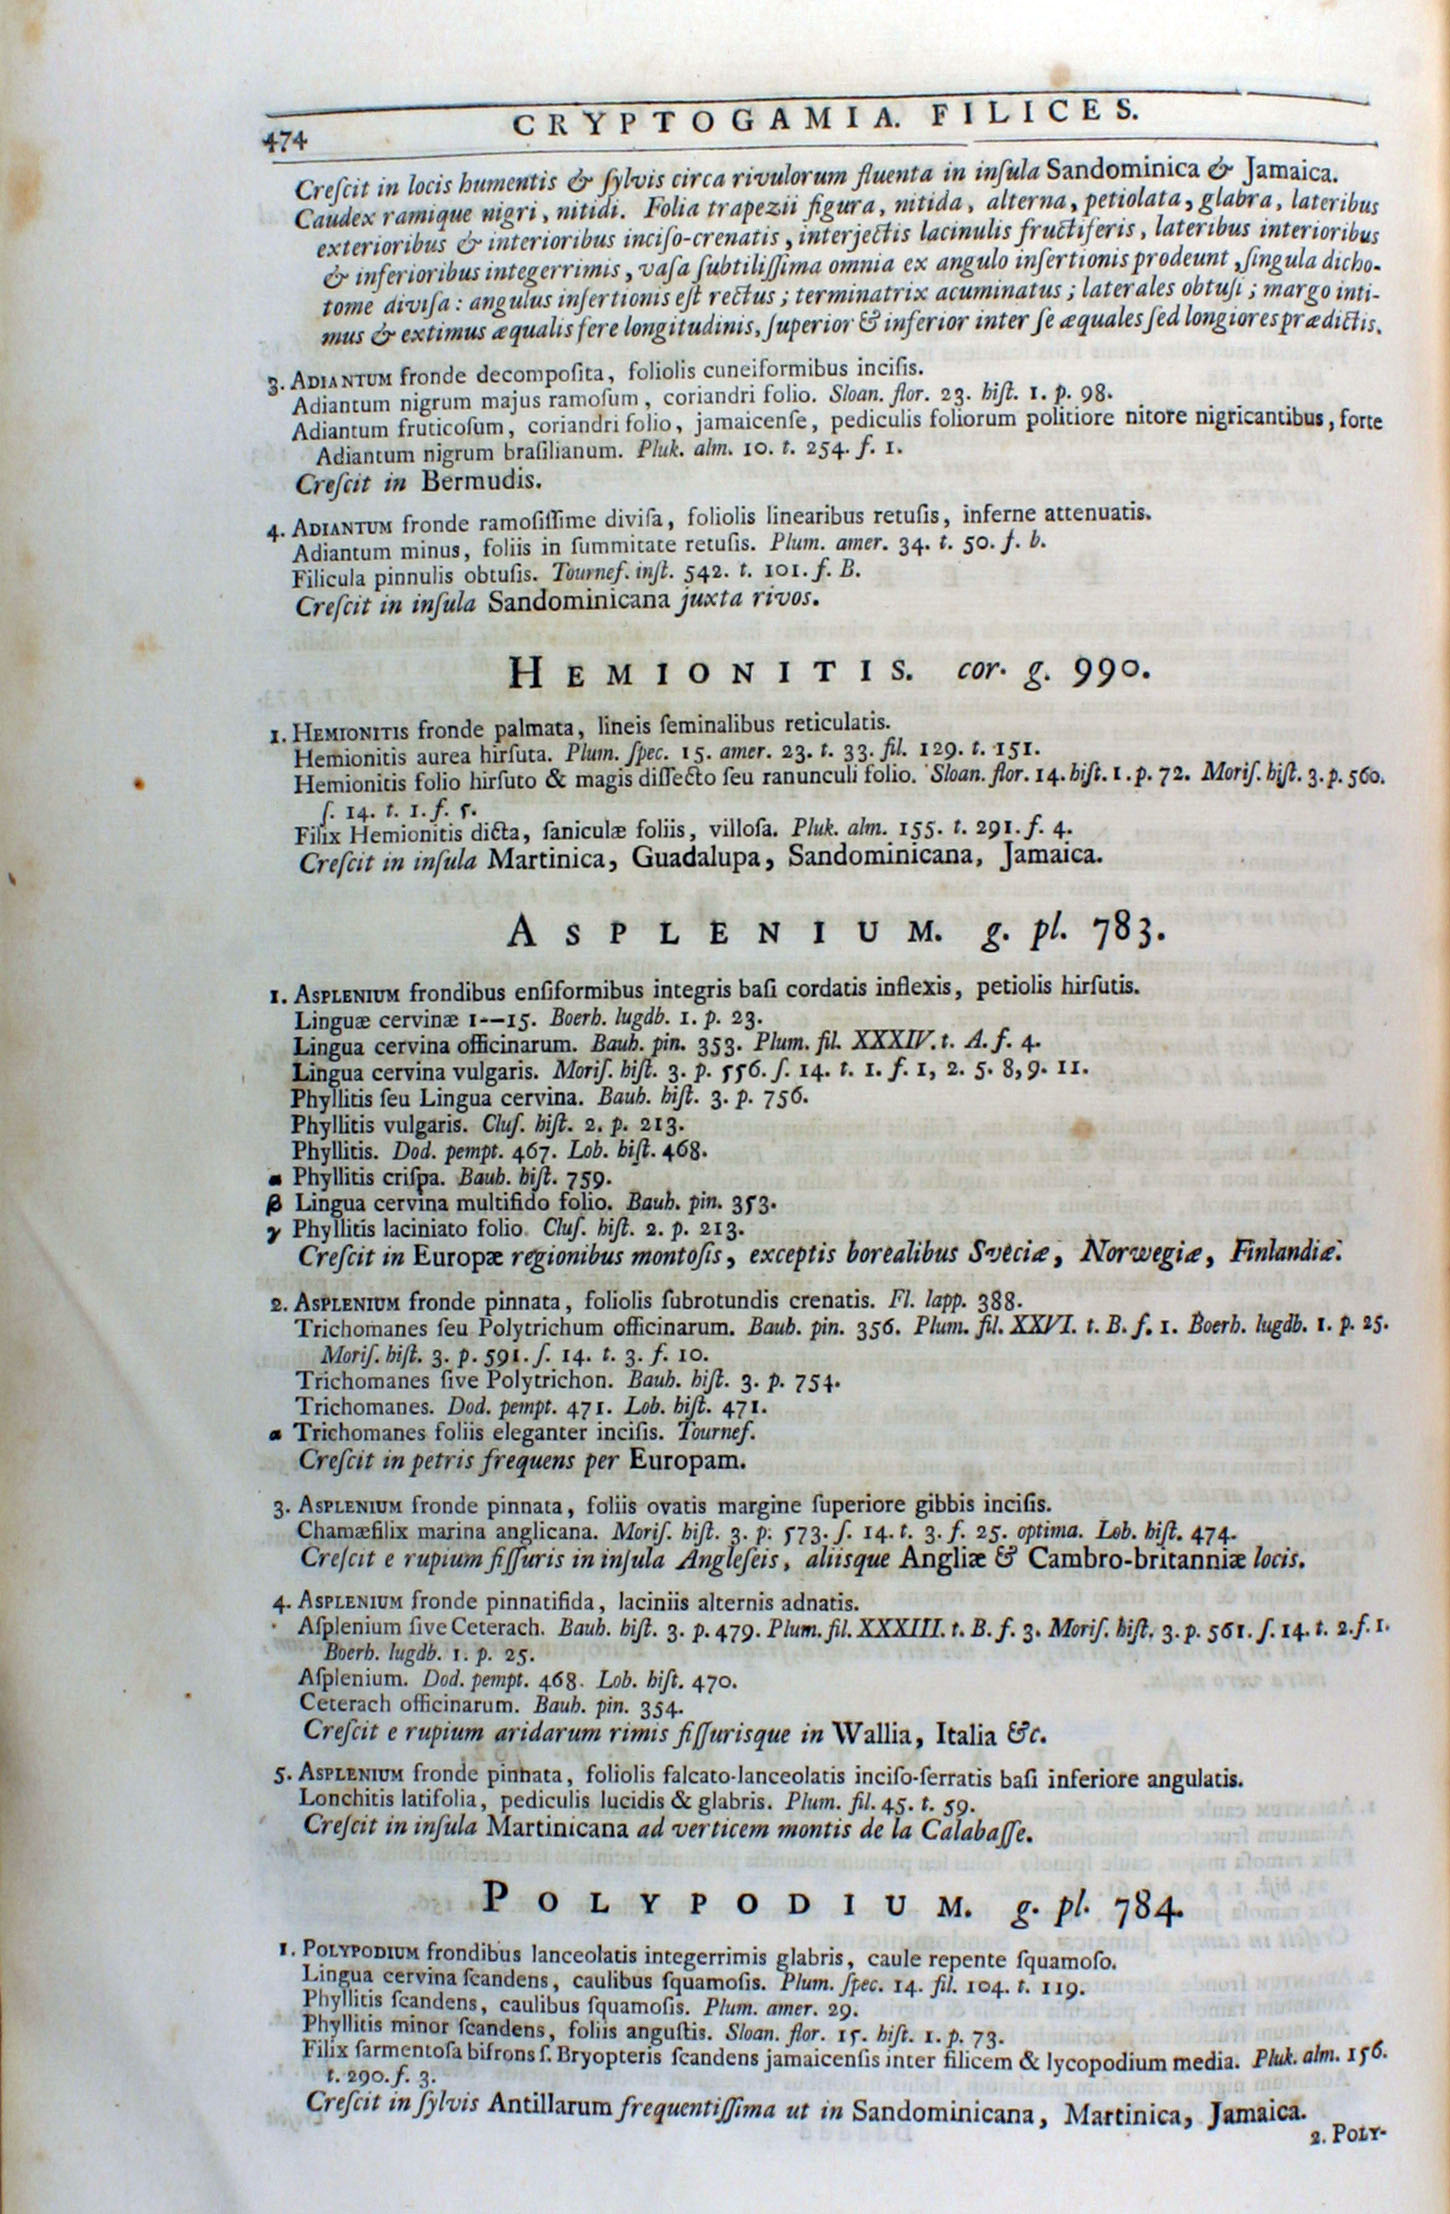 474 CRYPTOGAMIA. FILICES.
Creſcit in locis humentis & ſylvis circa rivulorum fluenta in inſula Sandominica & Jamaica.
Caudex ramique nigri, nitidi. Folia trapezii figura, nitida, alterna, petiolata, glabra, lateribus
exterioribus & interioribus inciſo-crenatis, interjectis lacinulis fructiferis, lateribus interioribus
& inferioribus integerrimis, vaſa ſubtiliſſima omnia ex angulo inſertionis prodeunt, ſingula dicho-
tome diviſa: angulus inſertionis eſt rectus; terminatrix acuminatus; laterales obtuſi; margo inti-
mus & extimus æqualis fere longitudinis, ſuperior & inferior inter ſe æquales ſed longiores prædictis.
3. ADIANTUM fronde decompoſita, foliolis cuneiformibus inciſis.
Adiantum nigrum majus ramoſum, coriandri folio. Sloan. flor. 23. hiſt. 1. p. 98.
Adiantum fruticoſum, coriandri folio, jamaicenſe, pediculis foliorum politiore nitore nigricantibus, forte
Adiantum nigrum braſilianum. Pluk. alm. 10. t. 254. f. 1.
Creſcit in Bermudis.
4. ADIANTUM fronde ramoſiſſime diviſa, foliolis linearibus retuſis, inferne attenuatis.
Adiantum minus, foliis in ſummitate retuſis. Plum. amer. 34. t. 50. f. b.
Filicula pinnulis obtuſis. Tournef. inſt. 542. t. 101. f. B.
Creſcit in inſula Sandominicana juxta rivos.
HEMIONITIS. cor. g. 990.
1. HEMIONITIS fronde palmata, lineis ſeminalibus reticulatis.
Hemionitis aurea hirſuta. Plum. ſpec. 15. amer. 23. t. 33. fil. 129. t. 151.
Hemionitis folio hirſuto & magis diſſecto ſeu ranunculi folio. Sloan. flor. 14. hiſt. 1. p. 72. Moriſ. hiſt. 3. p. 560.
ſ. 14. t. 1. f. 5.
Filix Hemionitis dicta, ſaniculæ foliis, villoſa. Pluk. alm. 155. t. 291. f. 4.
Creſcit in inſula Martinica, Guadalupa, Sandominicana, Jamaica.
ASPLENIUM. g. pl. 783.
1. ASPLENIUM frondibus enſiformibus integris baſi cordatis inflexis, petiolis hirſutis.
Linguæ cervinæ 1--15. Boerh. lugdb. 1. p. 23.
Lingua cervina officinarum. Bauh. pin. 353. Plum. fil. XXXIV. t. A. f. 4.
Lingua cervina vulgaris. Moriſ. hiſt. 3. p. 556. ſ. 14. t. 1. f. 1, 2. 5. 8, 9. 11.
Phyllitis ſeu Lingua cervina. Bauh. hiſt. 3. p. 756.
Phyllitis vulgaris. Cluſ. hiſt. 2. p. 213.
Phyllitis. Dod. pempt. 467. Lob. hiſt. 468.
α Phyllitis criſpa. Bauh. hiſt. 759.
β Lingua cervina multifido folio. Bauh. pin. 353.
γ Phyllitis laciniato folio. Cluſ. hiſt. 2. p. 213.
Creſcit in Europæ regionibus montoſis, exceptis borealibus Sveciæ, Norwegiæ, Finlandiæ.
2. ASPLENIUM fronde pinnata, foliolis ſubrotundis crenatis. Fl. lapp. 388.
Trichomanes ſeu Polytrichum officinarum. Bauh. pin. 356. Plum. fil. XXVI. t. B. f. 1. Boerh. lugdb. 1. p. 25.
Moriſ. hiſt. 3. p. 591. ſ. 14. t. 3. f. 10.
Trichomanes ſive Polytrichon. Bauh. hiſt. 3. p. 754.
Trichomanes. Dod. pempt. 471. Lob. hiſt. 471.
α Trichomanes foliis eleganter inciſis. Tournef.
Creſcit in petris frequens per Europam.
3. ASPLENIUM fronde pinnata, foliis ovatis margine ſuperiore gibbis inciſis.
Chamæfilix marina anglicana. Moriſ. hiſt. 3. p. 573. ſ. 14. t. 3. f. 25. optima. Lob. hiſt. 474.
Creſcit e rupium fiſſuris in inſula Angleſeis, aliisque Angliæ & Cambro-britanniæ locis.
4. ASPLENIUM fronde pinnatifida, laciniis alternis adnatis.
Aſplenium ſive Ceterach. Bauh. hiſt. 3. p. 479. Plum. fil. XXXIII. t. B. f. 3. Moriſ. hiſt. 3. p. 561. ſ. 14. t. 2. f. 1.
Boerh. lugdb. 1. p. 25.
Aſplenium. Dod. pempt. 468. Lob. hiſt. 470.
Ceterach officinarum. Bauh. pin. 354.
Creſcit e rupium aridarum rimis fiſſurisque in Wallia, Italia &c.
5. ASPLENIUM fronde pinnata, foliolis falcato-lanceolatis inciſo-ſerratis baſi inferiore angulatis.
Lonchitis latifolia, pediculis lucidis & glabris. Plum. fil. 45. t. 59.
Creſcit in inſula Martinicana ad verticem montis de la Calabaſſe.
POLYPODIUM. g. pl. 784.
1. POLYPODIUM frondibus lanceolatis integerrimis glabris, caule repente ſquamoſo.
Lingua cervina ſcandens, caulibus ſquamoſis. Plum. ſpec. 14. fil. 104. t. 119.
Phyllitis ſcandens, caulibus ſquamoſis. Plum. amer. 29.
Phyllitis minor ſcandens, foliis anguſtis. Sloan. flor. 15. hiſt. 1. p. 73.
Filix ſarmentoſa bifrons ſ. Bryopteris ſcandens jamaicenſis inter filicem & lycopodium media. Pluk. alm. 156.
t. 290. f. 3.
Creſcit in ſylvis Antillarum frequentiſſima ut in Sandominicana, Martinica, Jamaica.
2. POLY-